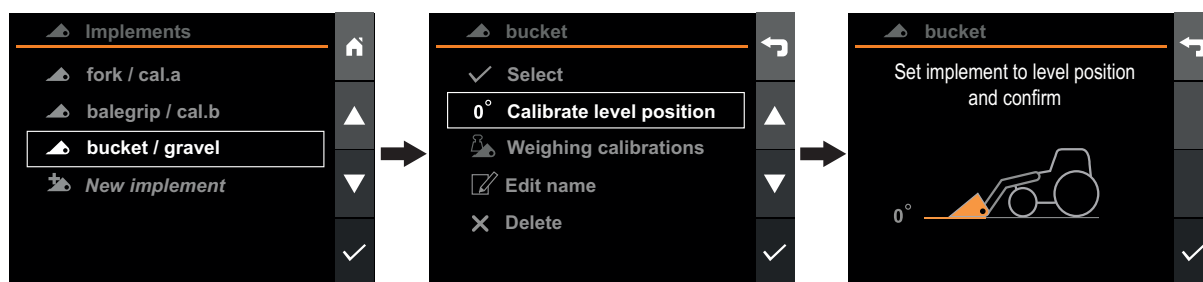 Implements
fork / cal.a
balegrip / cal.b
bucket / gravel
New implement
bucket
Select
0° Calibrate level position
Weighing calibrations
Edit name
Delete
bucket
Set implement to level position
and confirm
0°